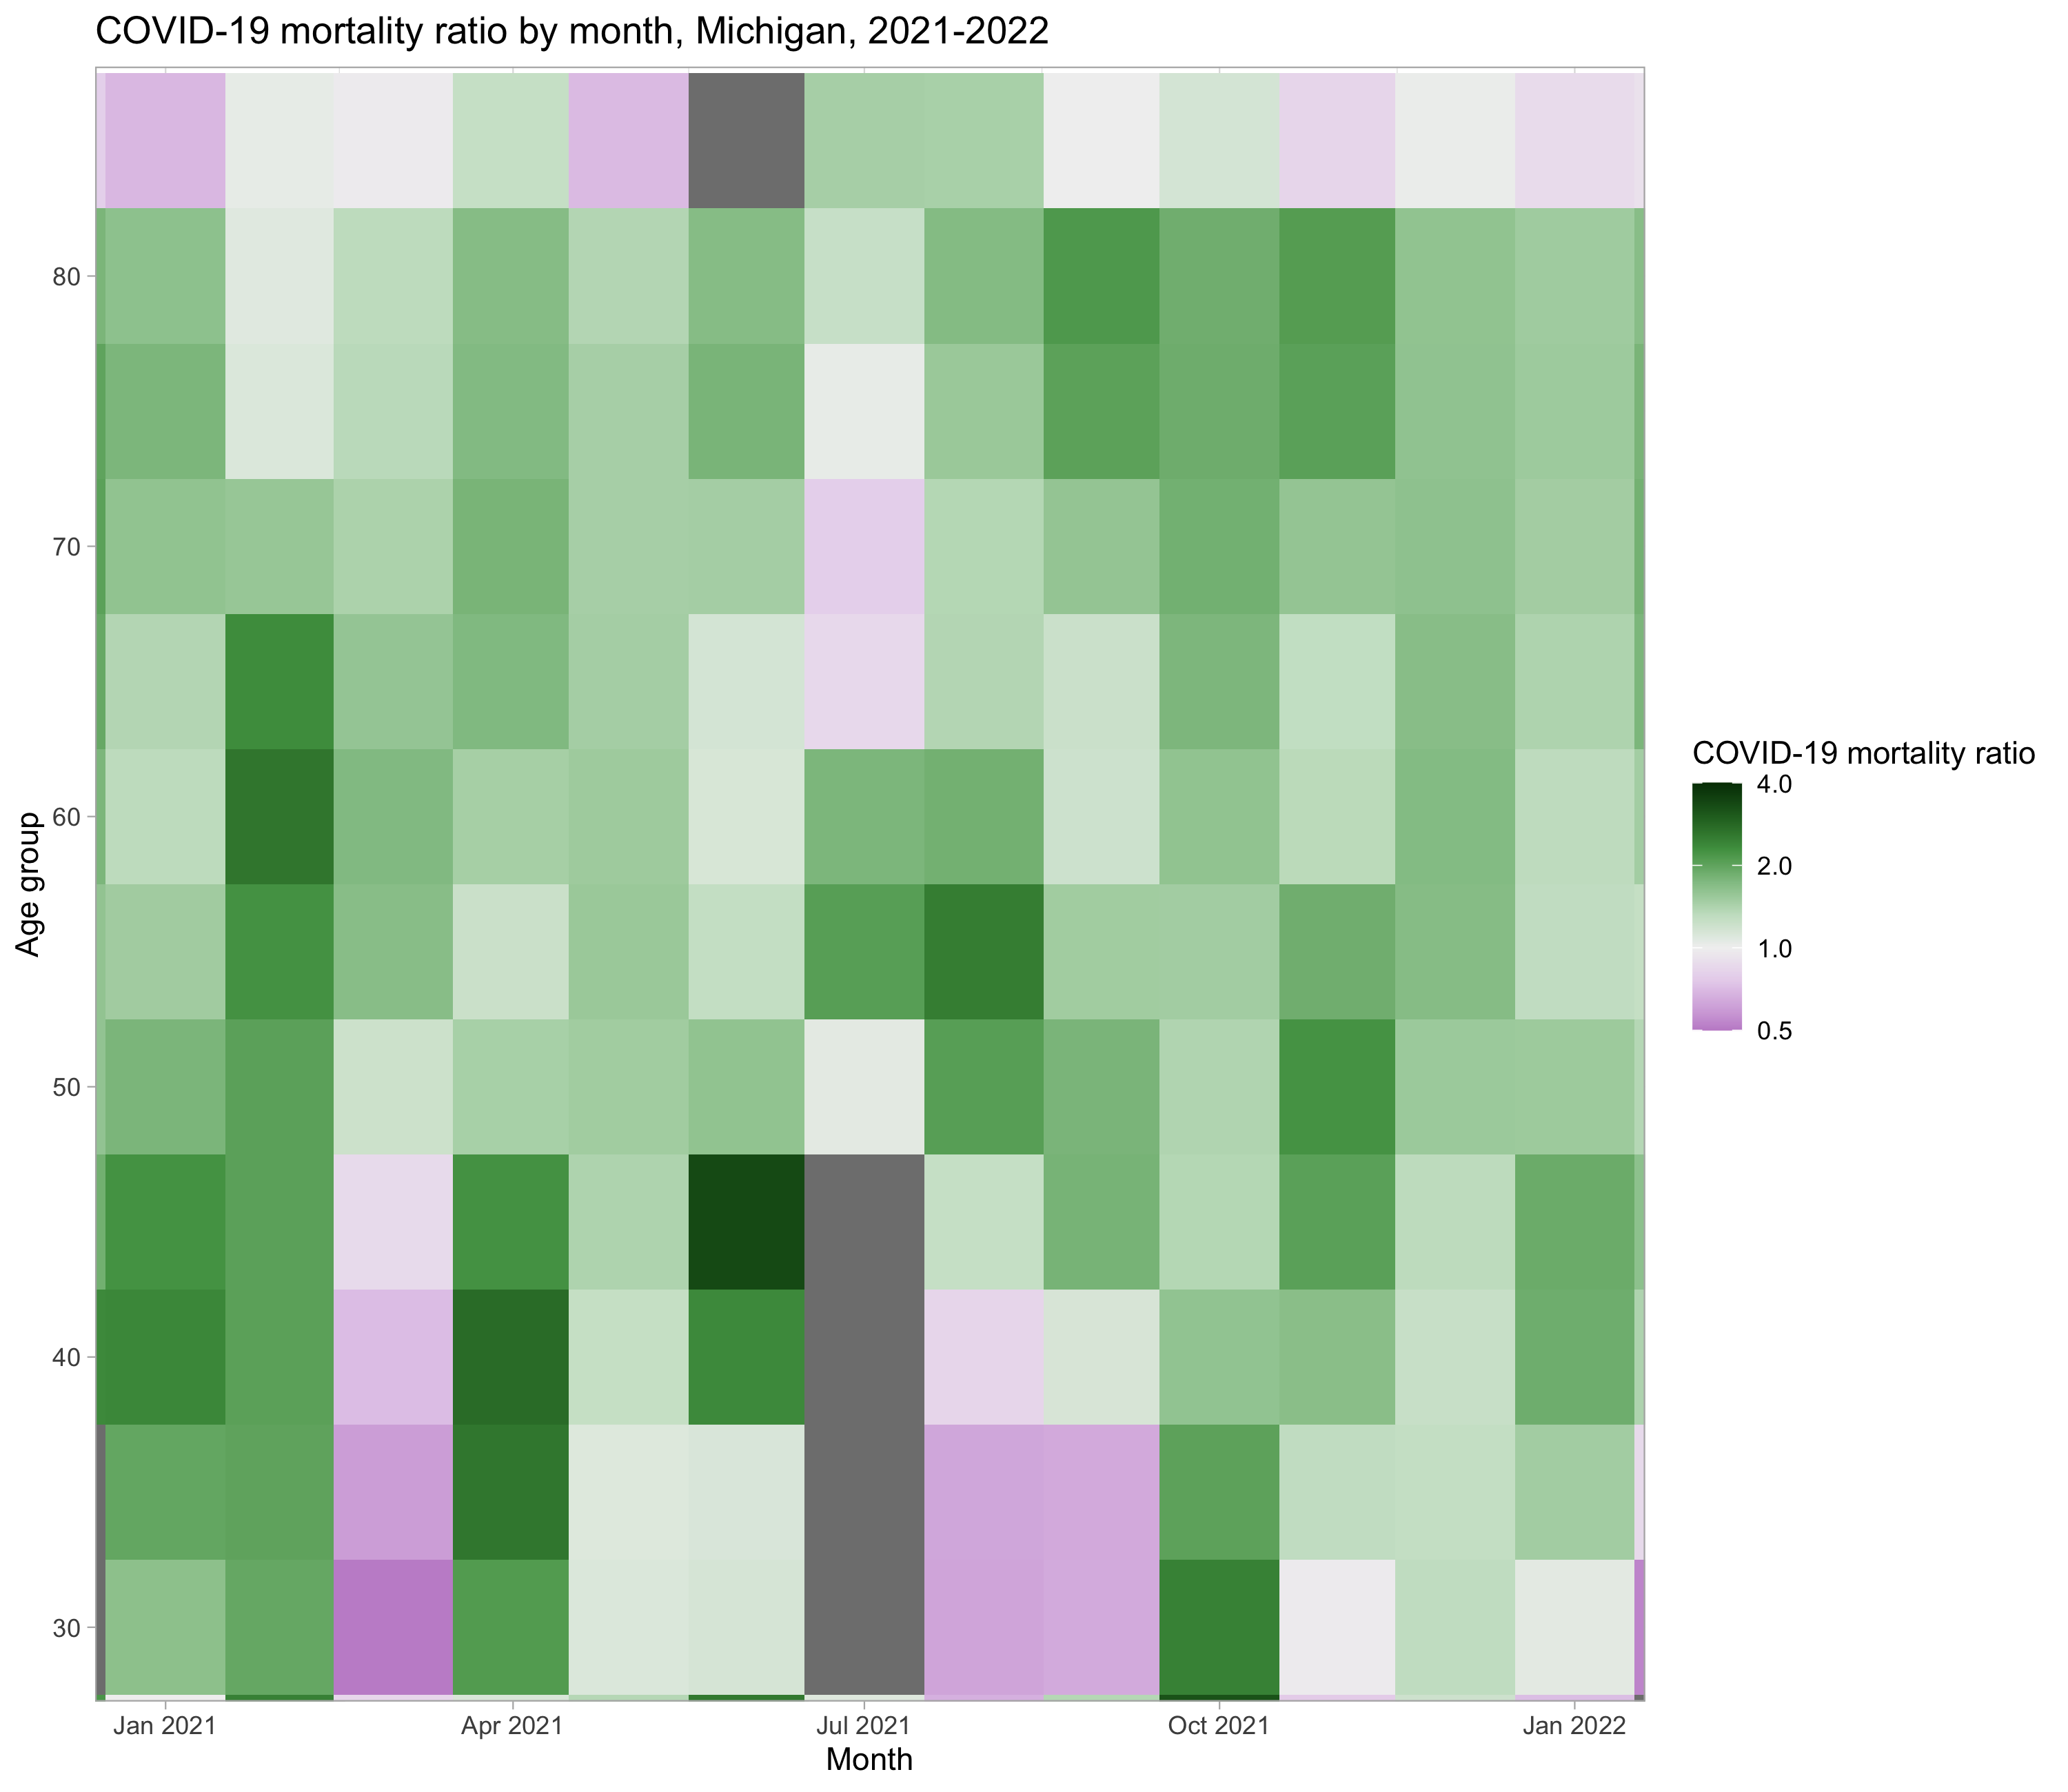 COVID-19 mortality ratio by month, Michigan, 2021-2022
80
70
60
50
40
30
Age group
Jan 2021
Apr 2021
Jul 2021
Oct 2021
Jan 2022
Month
COVID-19 mortality ratio
4.0
2.0
1.0
0.5